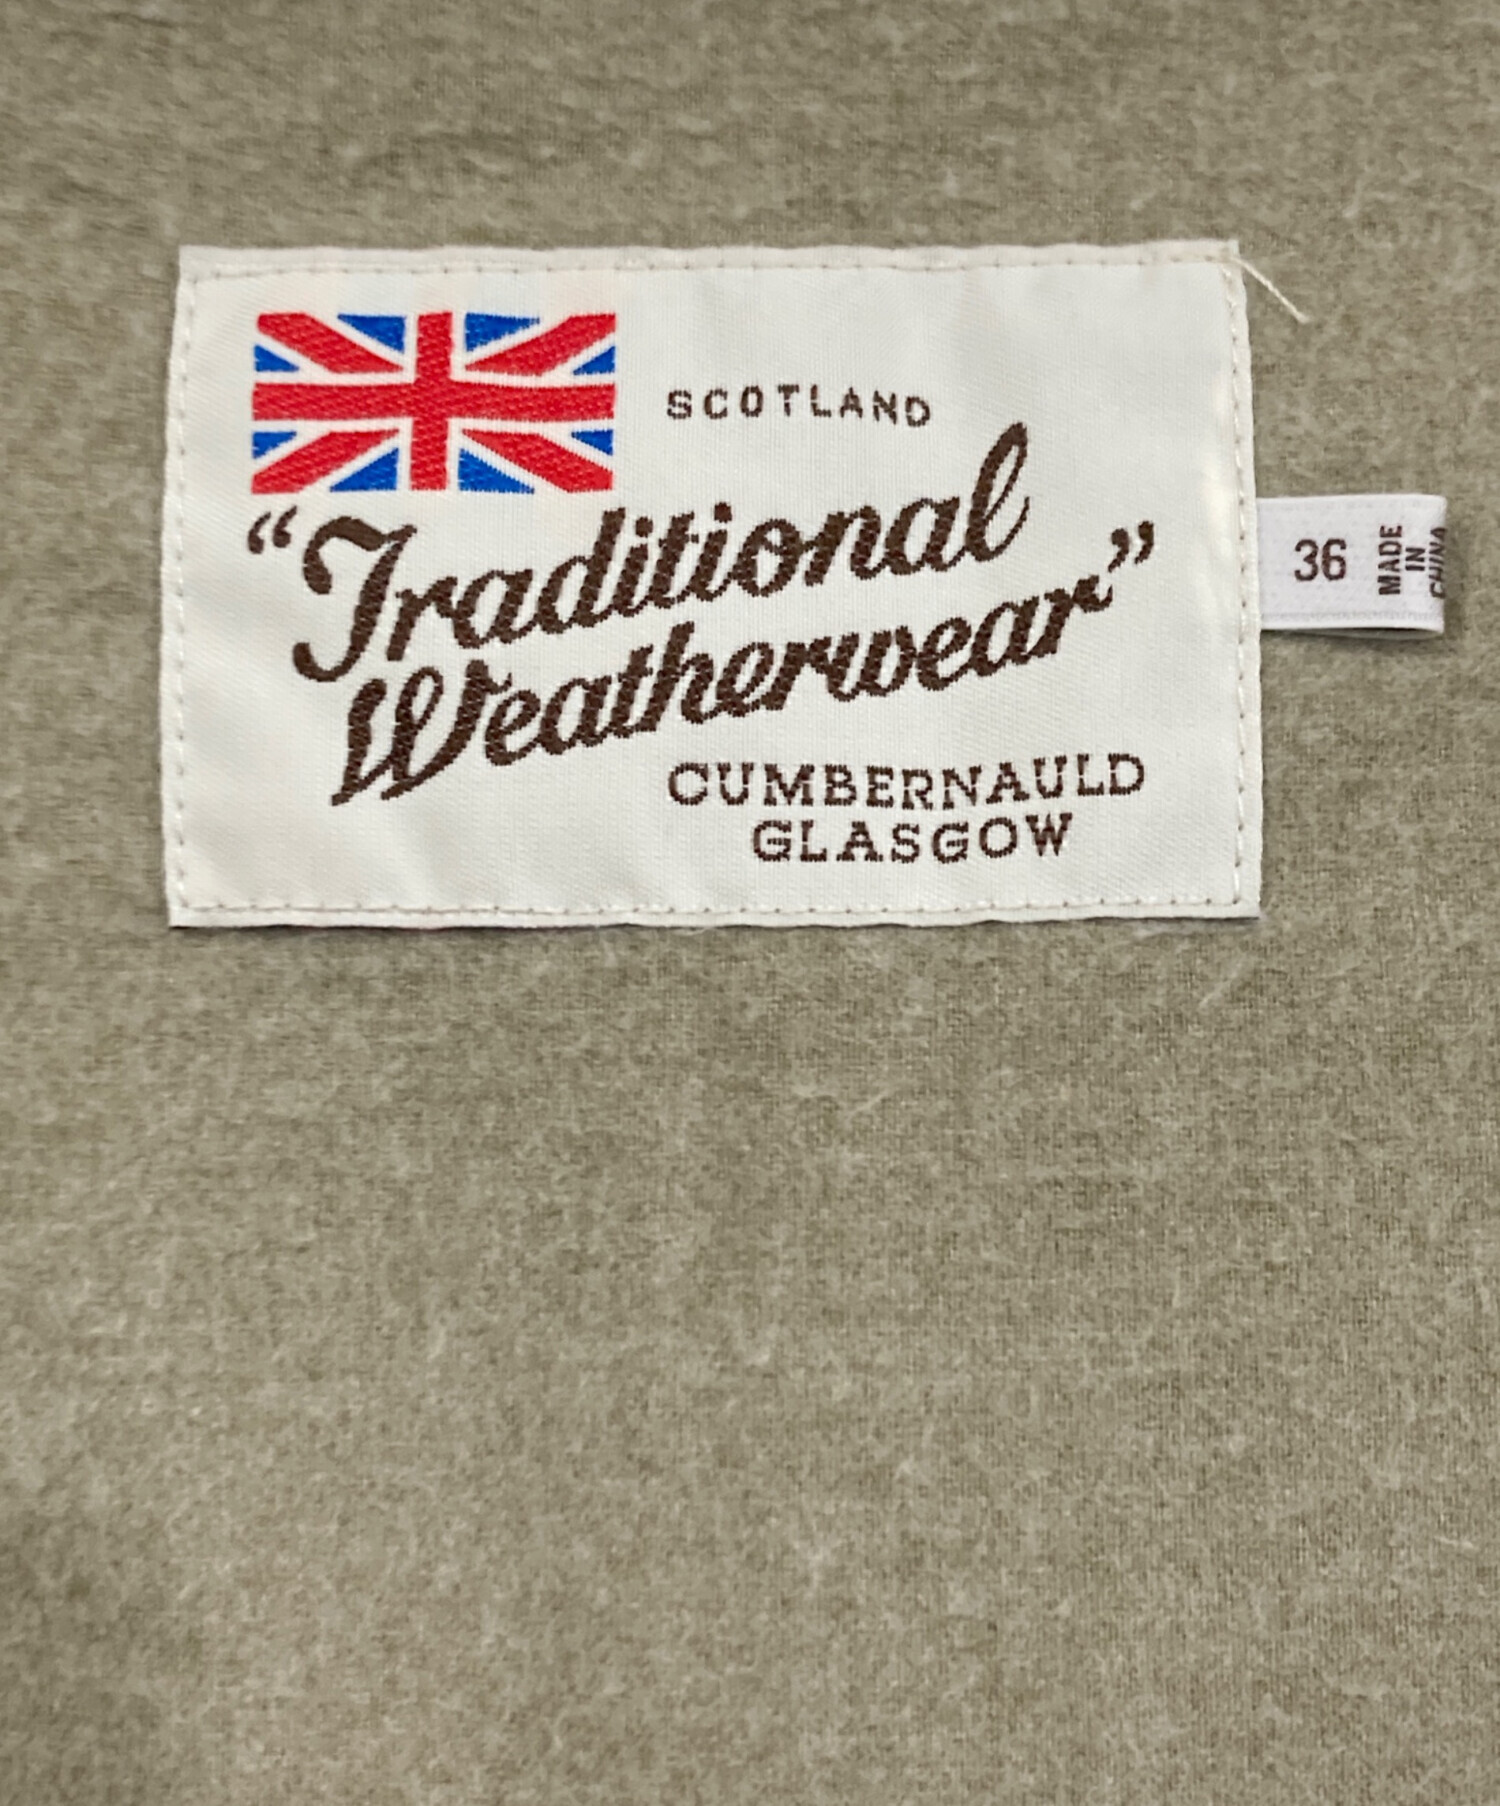 SCOTLAND
“Traditional
Weatherwear”
CUMBERNAULD
GLASGOW
36
MADE
IN
CHINA